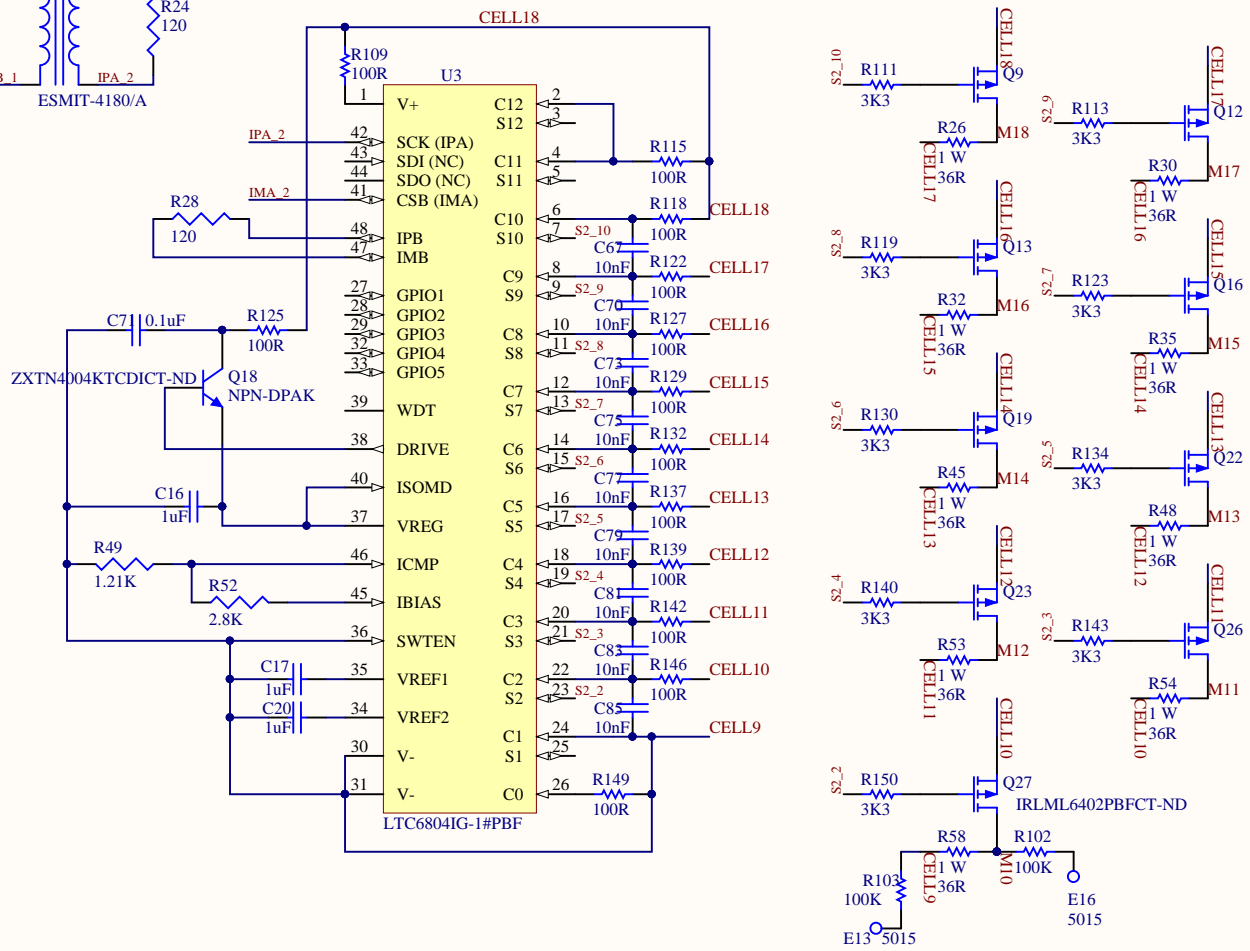 R24
120
B_1
IPA_2
ESMIT-4180/A
CELL18
R109
100R
U3
1
V+
42
SCK (IPA)
IPA_2
43
SDI (NC)
44
SDO (NC)
41
CSB (IMA)
IMA_2
R28
120
48
IPB
47
IMB
27
GPIO1
28
GPIO2
29
GPIO3
32
GPIO4
33
GPIO5
39
WDT
38
DRIVE
40
ISOMD
37
VREG
46
ICMP
45
IBIAS
36
SWTEN
35
VREF1
34
VREF2
30
V-
31
V-
LTC6804IG-1#PBF
C71 0.1uF
R125
100R
ZXTN4004KTCDICT-ND
Q18
NPN-DPAK
C16
1uF
R49
1.21K
R52
2.8K
C17
1uF
C20
1uF
C12
2
S12
3
C11
4
S11
5
C10
6
S10
7
S2_10
C9
8
S9
9
S2_9
C8
10
S8
11
S2_8
C7
12
S7
13
S2_7
C6
14
S6
15
S2_6
C5
16
S5
17
S2_5
C4
18
S4
19
S2_4
C3
20
S3
21
S2_3
C2
22
S2
23
S2_2
C1
24
S1
25
C0
26
R115
100R
R118
100R
CELL18
C67
10nF
R122
100R
CELL17
C70
10nF
R127
100R
CELL16
C73
10nF
R129
100R
CELL15
C75
10nF
R132
100R
CELL14
C77
10nF
R137
100R
CELL13
C79
10nF
R139
100R
CELL12
C81
10nF
R142
100R
CELL11
C83
10nF
R146
100R
CELL10
C85
10nF
CELL9
R149
100R
S2_10
R111
3K3
CELL18
Q9
M18
R26
1 W
36R
CELL17
S2_9
R113
3K3
CELL17
Q12
M17
R30
1 W
36R
CELL16
S2_8
R119
3K3
CELL16
Q13
M16
R32
1 W
36R
CELL15
S2_7
R123
3K3
CELL15
Q16
M15
R35
1 W
36R
CELL14
S2_6
R130
3K3
CELL14
Q19
M14
R45
1 W
36R
CELL13
S2_5
R134
3K3
CELL13
Q22
M13
R48
1 W
36R
CELL12
S2_4
R140
3K3
CELL12
Q23
M12
R53
1 W
36R
CELL11
S2_3
R143
3K3
CELL11
Q26
M11
R54
1 W
36R
CELL10
S2_2
R150
3K3
CELL10
Q27
IRLML6402PBFCT-ND
R58
1 W
36R
CELL9
M10
R102
100K
R103
100K
E16
5015
E13 5015